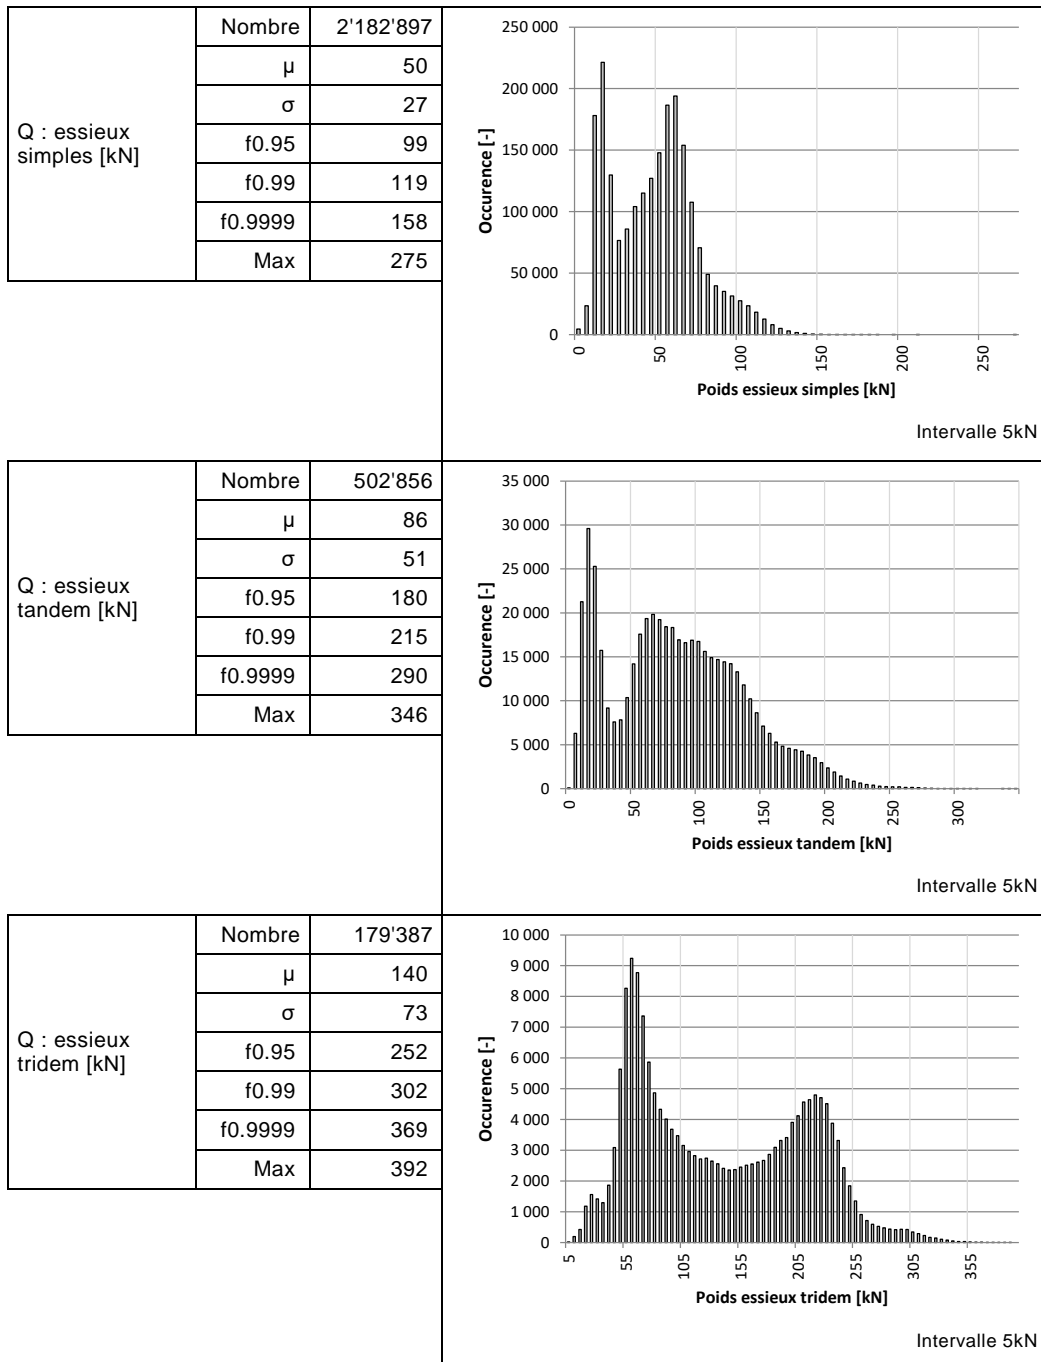 Q : essieux
simples [kN]
Nombre 2'182'897
μ 50
σ 27
f0.95 99
f0.99 119
f0.9999 158
Max 275
250 000
200 000
150 000
100 000
50 000
0
Occurence [-]
0 50 100 150 200 250
Poids essieux simples [kN]
Intervalle 5kN
Q : essieux
tandem [kN]
Nombre 502'856
μ 86
σ 51
f0.95 180
f0.99 215
f0.9999 290
Max 346
35 000
30 000
25 000
20 000
15 000
10 000
5 000
0
Occurence [-]
0 50 100 150 200 250 300
Poids essieux tandem [kN]
Intervalle 5kN
Q : essieux
tridem [kN]
Nombre 179'387
μ 140
σ 73
f0.95 252
f0.99 302
f0.9999 369
Max 392
10 000
9 000
8 000
7 000
6 000
5 000
4 000
3 000
2 000
1 000
0
Occurence [-]
5 55 105 155 205 255 305 355
Poids essieux tridem [kN]
Intervalle 5kN